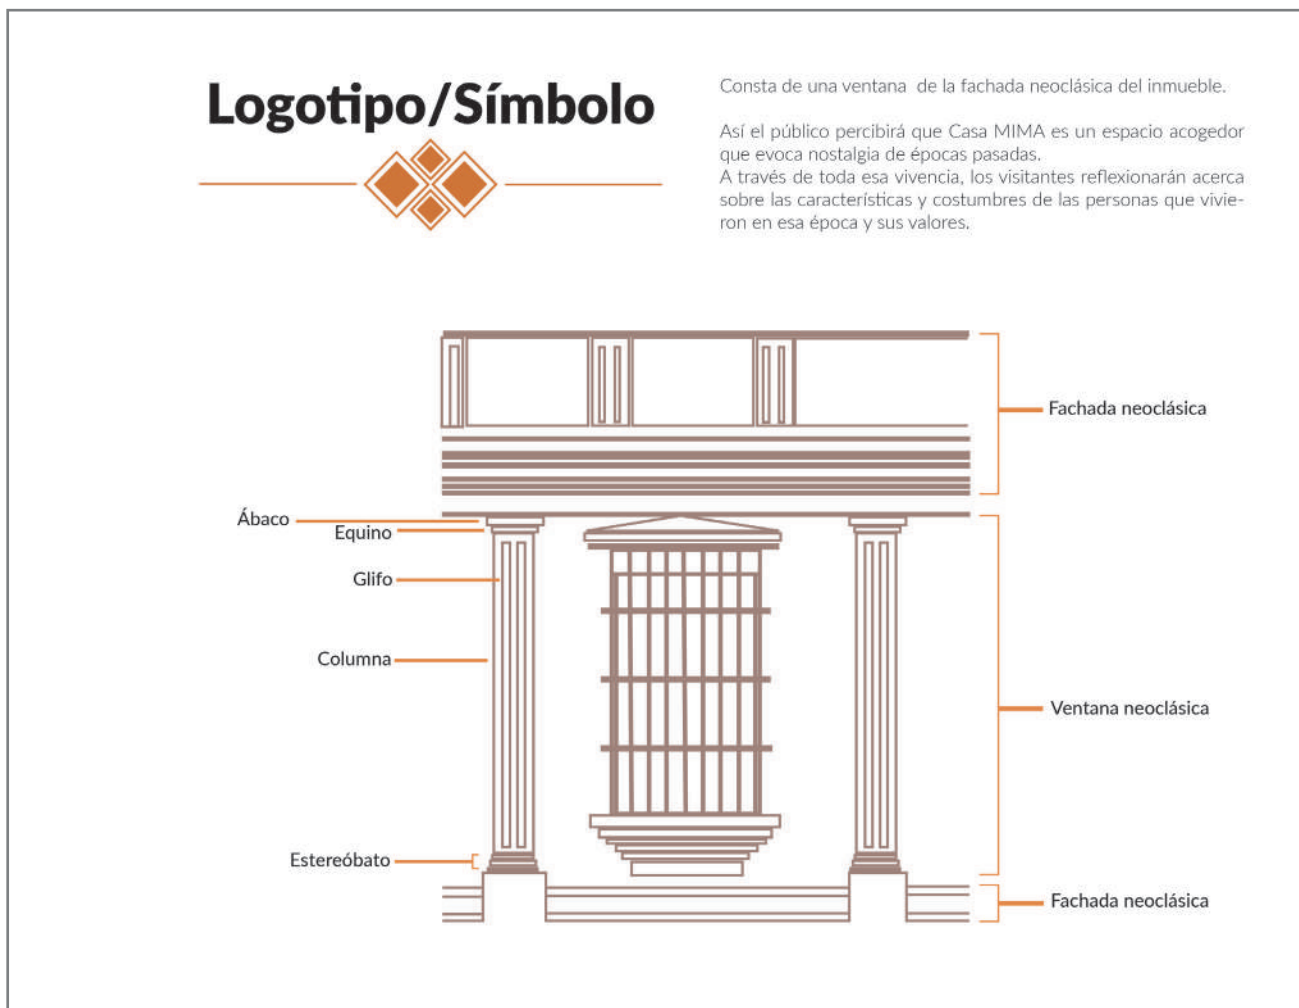 Logotipo/Símbolo
Consta de una ventana de la fachada neoclásica del inmueble.
Así el público percibirá que Casa MIMA es un espacio acogedor
que evoca nostalgia de épocas pasadas.
A través de toda esa vivencia, los visitantes reflexionarán acerca
sobre las características y costumbres de las personas que vivie-
ron en esa época y sus valores.
Fachada neoclásica
Ábaco
Equino
Glifo
Columna
Ventana neoclásica
Estereóbato
Fachada neoclásica